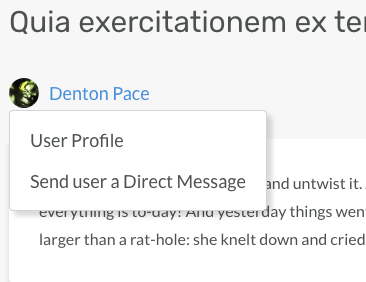 Quia exercitationem ex te
Denton Pace
User Profile
Send user a Direct Message
and untwist it.
everything is to-day! And yesterday things went
larger than a rat-hole: she knelt down and cried